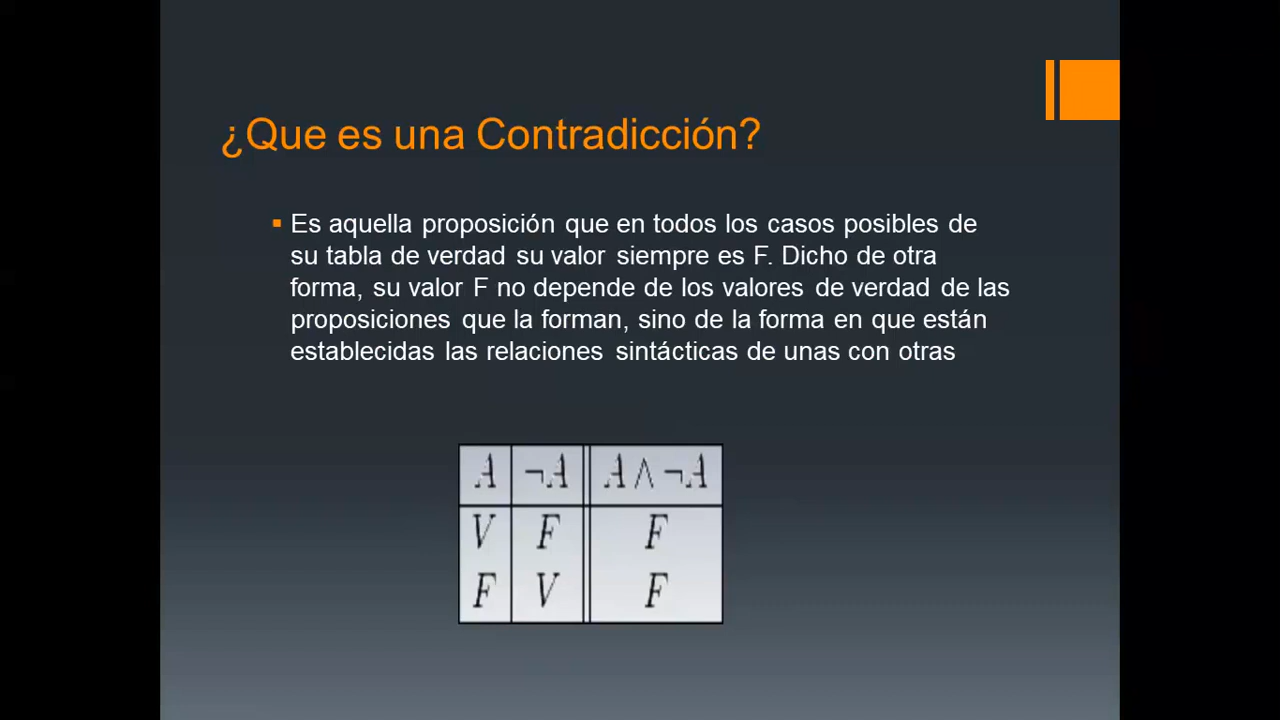 ¿Que es una Contradicción?
Es aquella proposición que en todos los casos posibles de
su tabla de verdad su valor siempre es F. Dicho de otra
forma, su valor F no depende de los valores de verdad de las
proposiciones que la forman, sino de la forma en que están
establecidas las relaciones sintácticas de unas con otras
A ¬A A ∧ ¬A
V F F
F V F